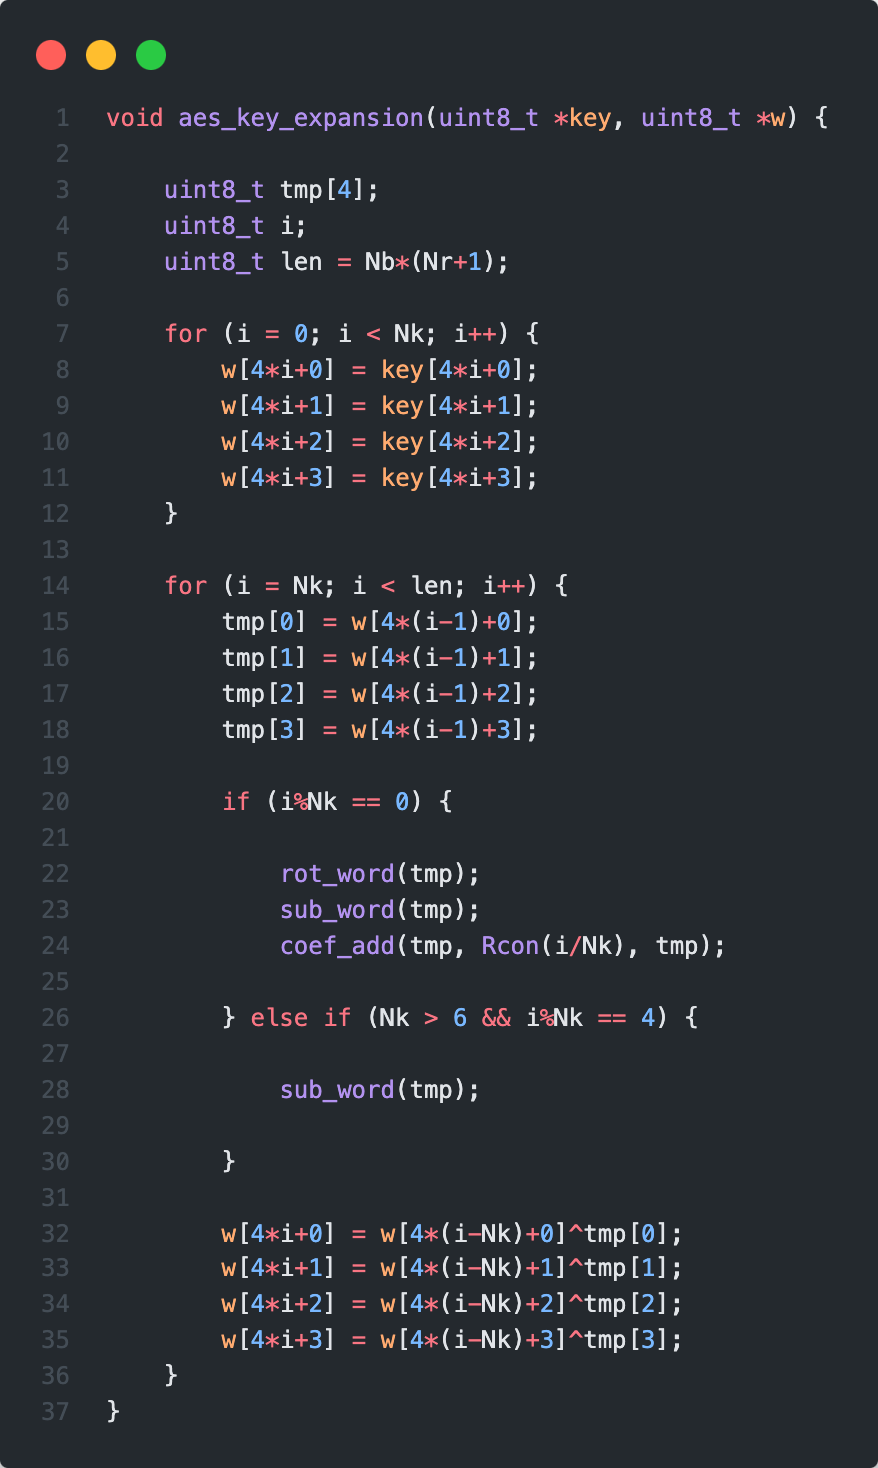 1 void aes_key_expansion(uint8_t *key, uint8_t *w) {
2
3     uint8_t tmp[4];
4     uint8_t i;
5     uint8_t len = Nb*(Nr+1);
6
7     for (i = 0; i < Nk; i++) {
8         w[4*i+0] = key[4*i+0];
9         w[4*i+1] = key[4*i+1];
10         w[4*i+2] = key[4*i+2];
11         w[4*i+3] = key[4*i+3];
12     }
13
14     for (i = Nk; i < len; i++) {
15         tmp[0] = w[4*(i-1)+0];
16         tmp[1] = w[4*(i-1)+1];
17         tmp[2] = w[4*(i-1)+2];
18         tmp[3] = w[4*(i-1)+3];
19
20         if (i%Nk == 0) {
21
22             rot_word(tmp);
23             sub_word(tmp);
24             coef_add(tmp, Rcon(i/Nk), tmp);
25
26         } else if (Nk > 6 && i%Nk == 4) {
27
28             sub_word(tmp);
29
30         }
31
32         w[4*i+0] = w[4*(i-Nk)+0]^tmp[0];
33         w[4*i+1] = w[4*(i-Nk)+1]^tmp[1];
34         w[4*i+2] = w[4*(i-Nk)+2]^tmp[2];
35         w[4*i+3] = w[4*(i-Nk)+3]^tmp[3];
36     }
37 }